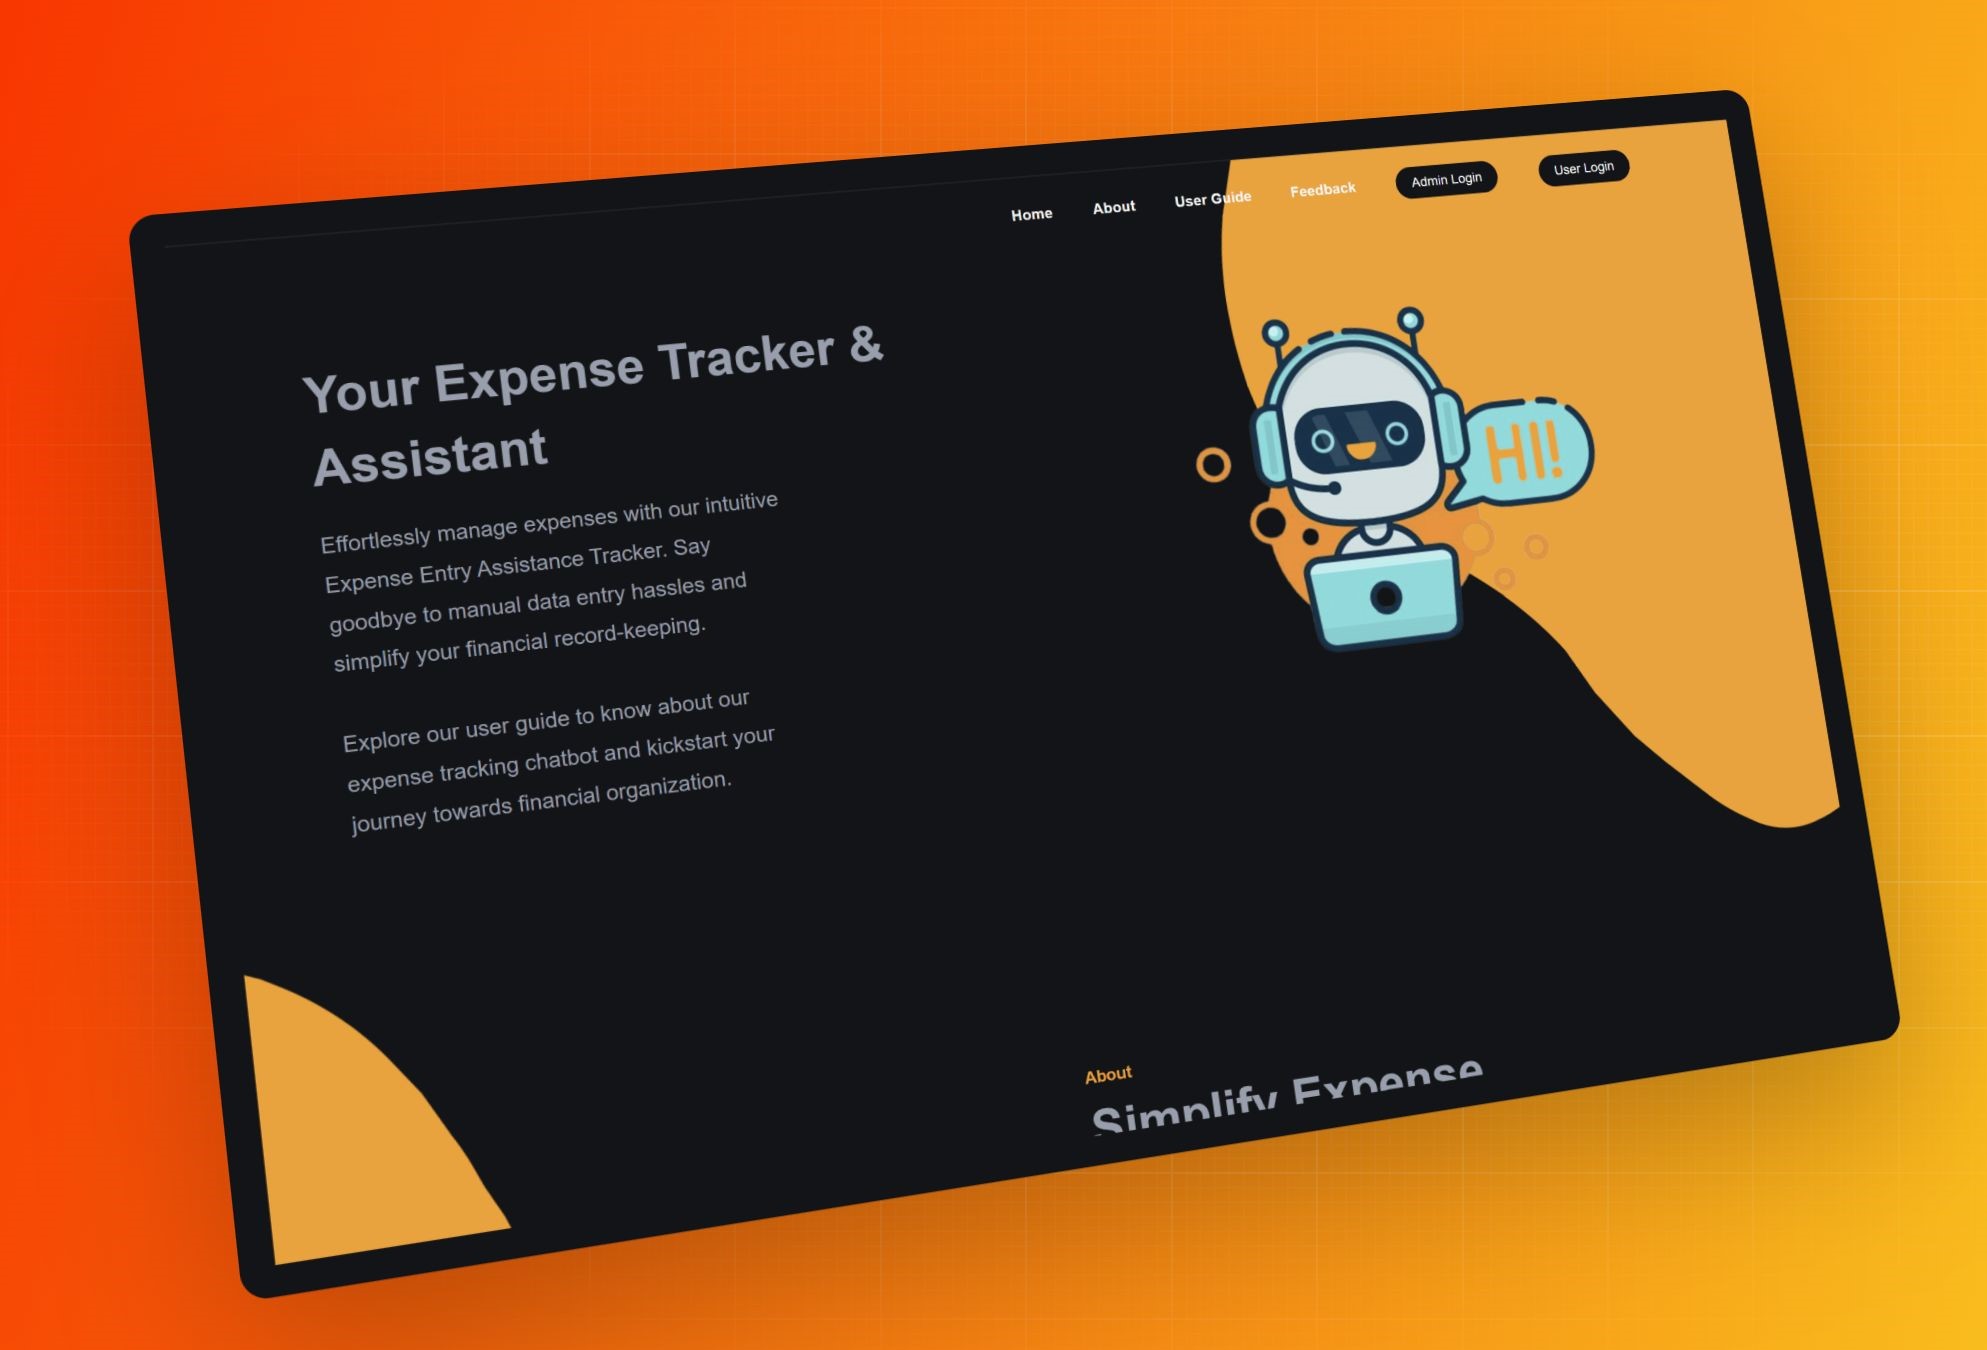 Home About User Guide Feedback Admin Login User Login
Your Expense Tracker &
Assistant
Effortlessly manage expenses with our intuitive
Expense Entry Assistance Tracker. Say
goodbye to manual data entry hassles and
simplify your financial record-keeping.
Explore our user guide to know about our
expense tracking chatbot and kickstart your
journey towards financial organization.
HI!
About
Simplify Expense